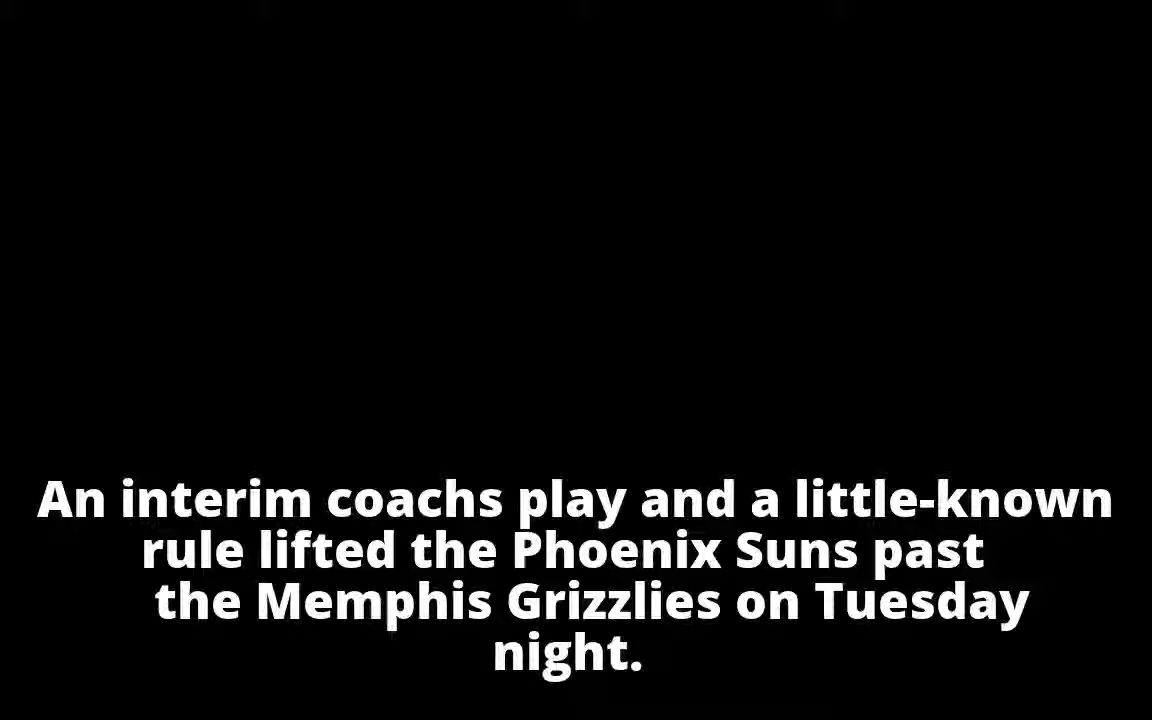 An interim coachs play and a little-known
rule lifted the Phoenix Suns past
the Memphis Grizzlies on Tuesday
night.